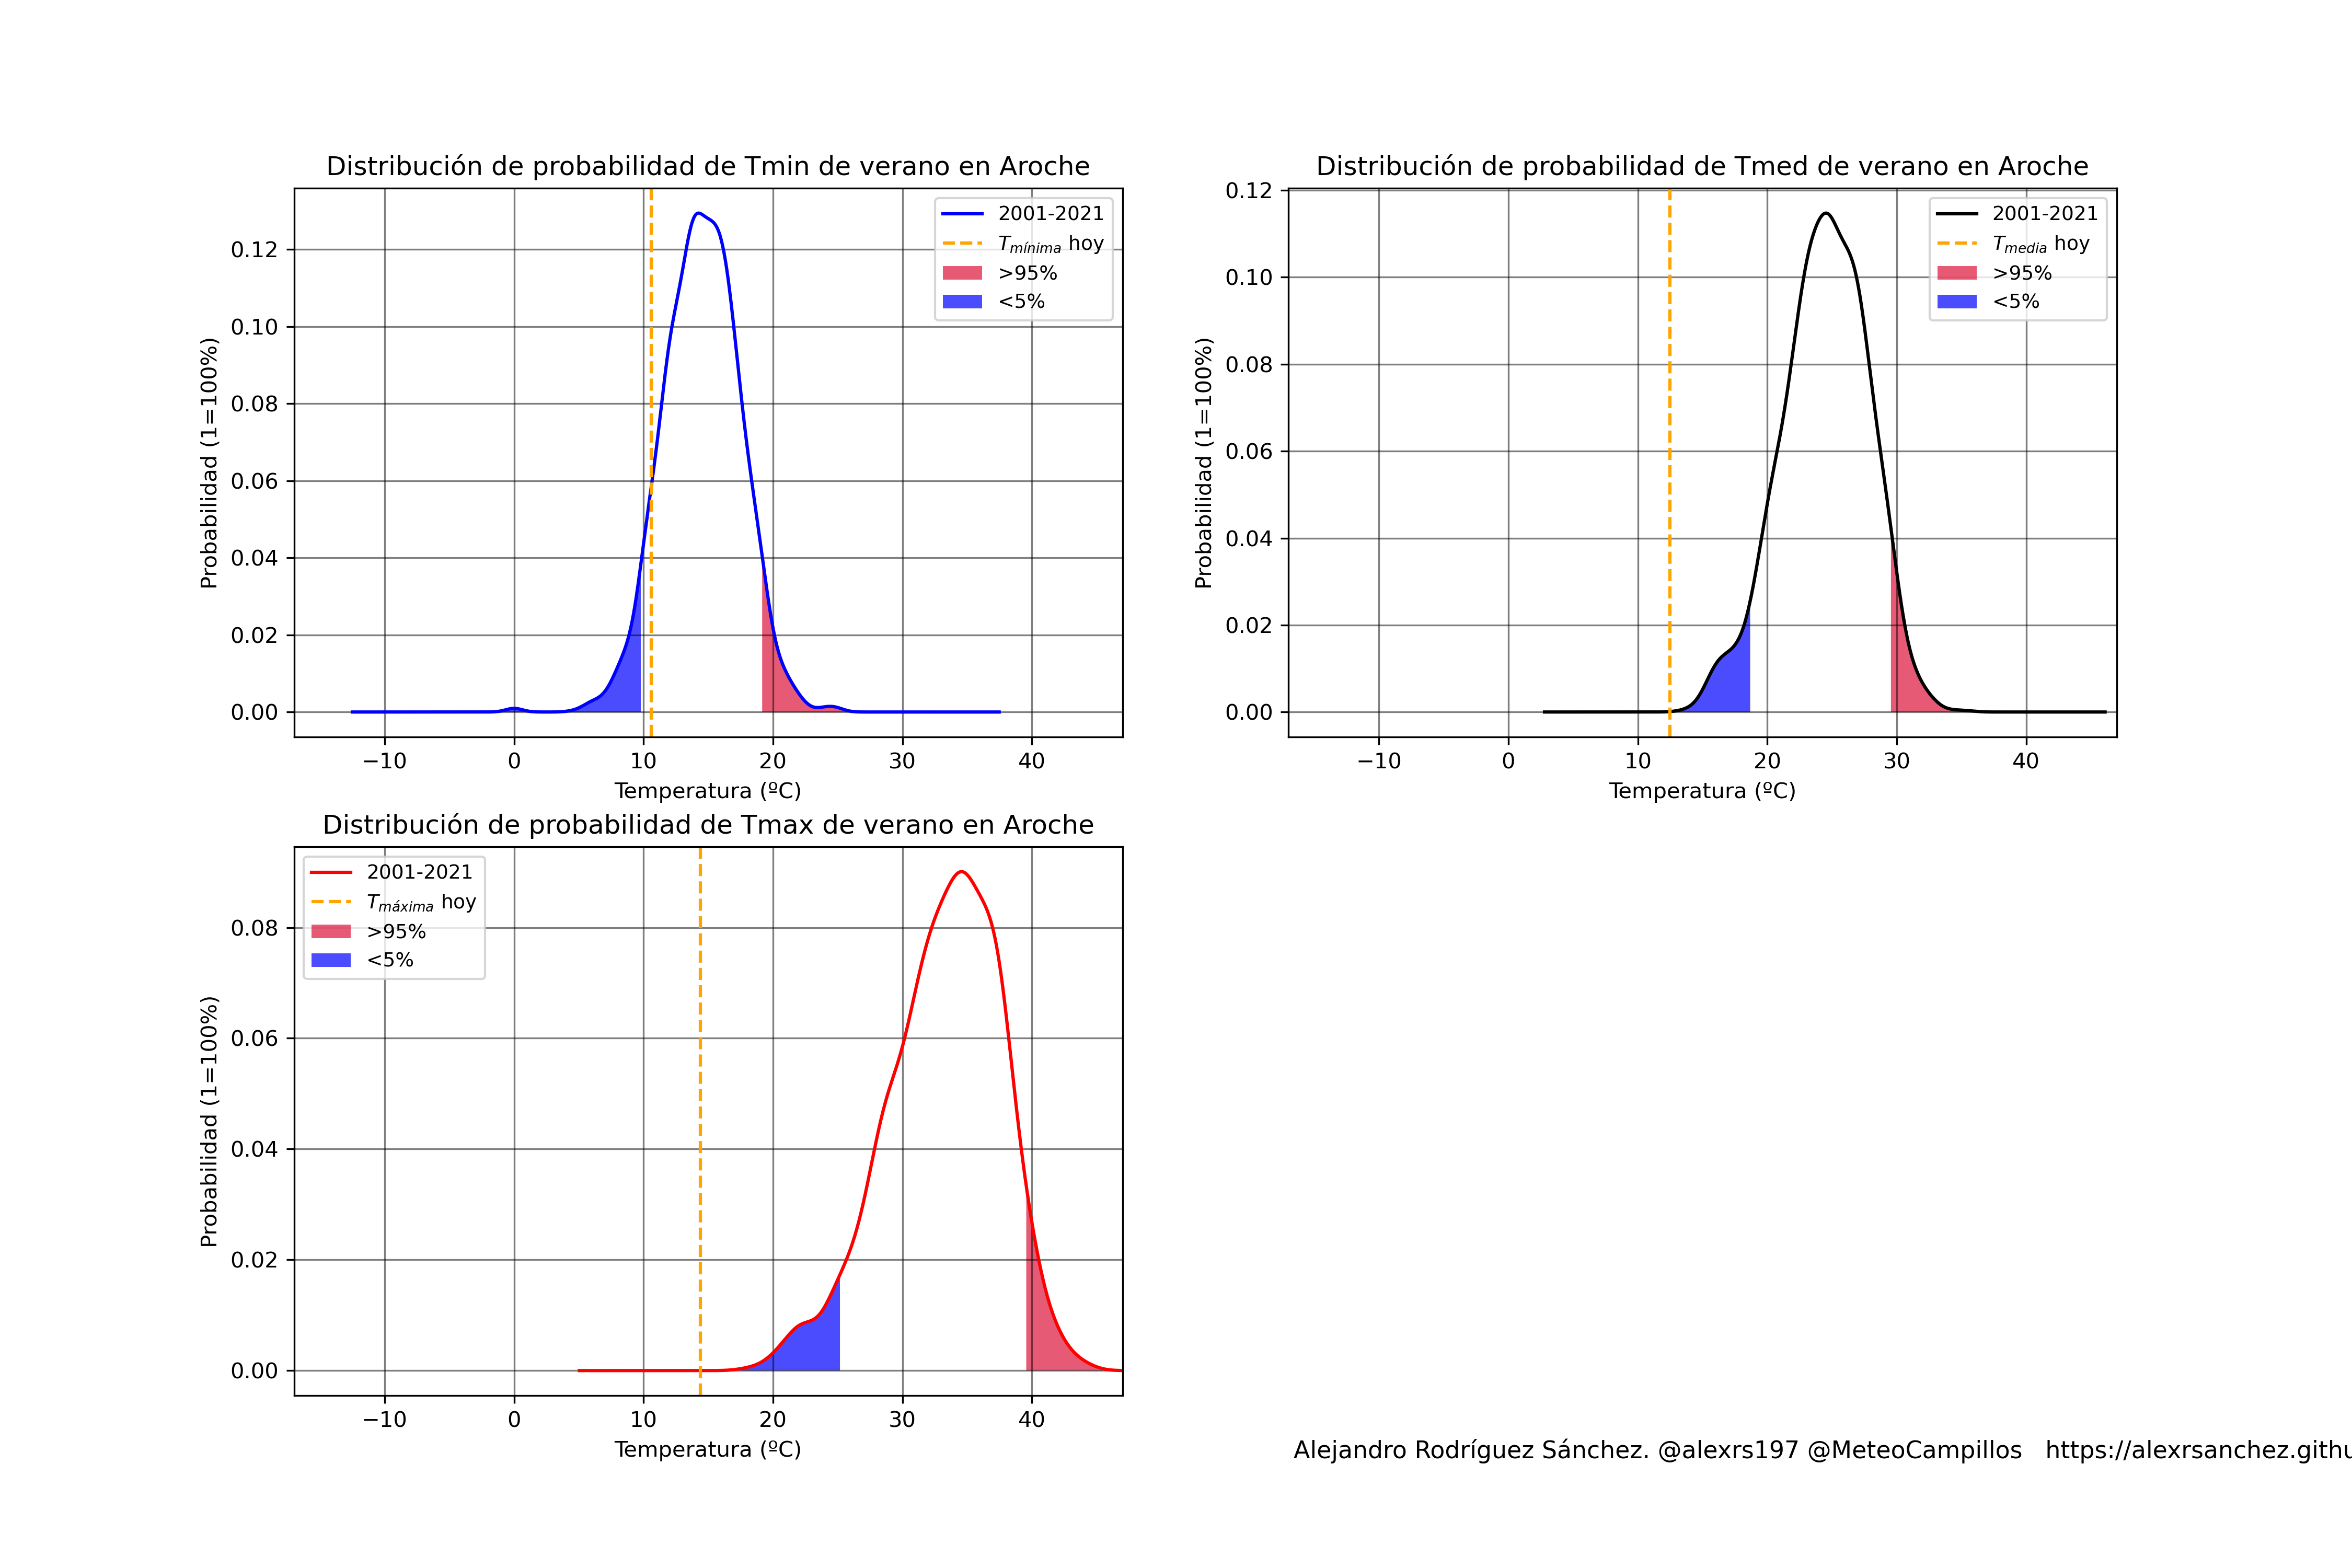 Distribución de probabilidad de Tmin de verano en Aroche
Probabilidad (1=100%)
0.12
0.10
0.08
0.06
0.04
0.02
0.00
2001-2021
Tmínima hoy
>95%
<5%
−10 0 10 20 30 40
Temperatura (ºC)
Distribución de probabilidad de Tmed de verano en Aroche
Probabilidad (1=100%)
0.12
0.10
0.08
0.06
0.04
0.02
0.00
2001-2021
Tmedia hoy
>95%
<5%
−10 0 10 20 30 40
Temperatura (ºC)
Distribución de probabilidad de Tmax de verano en Aroche
Probabilidad (1=100%)
0.08
0.06
0.04
0.02
0.00
2001-2021
Tmáxima hoy
>95%
<5%
−10 0 10 20 30 40
Temperatura (ºC)
Alejandro Rodríguez Sánchez. @alexrs197 @MeteoCampillos https://alexrsanchez.githu